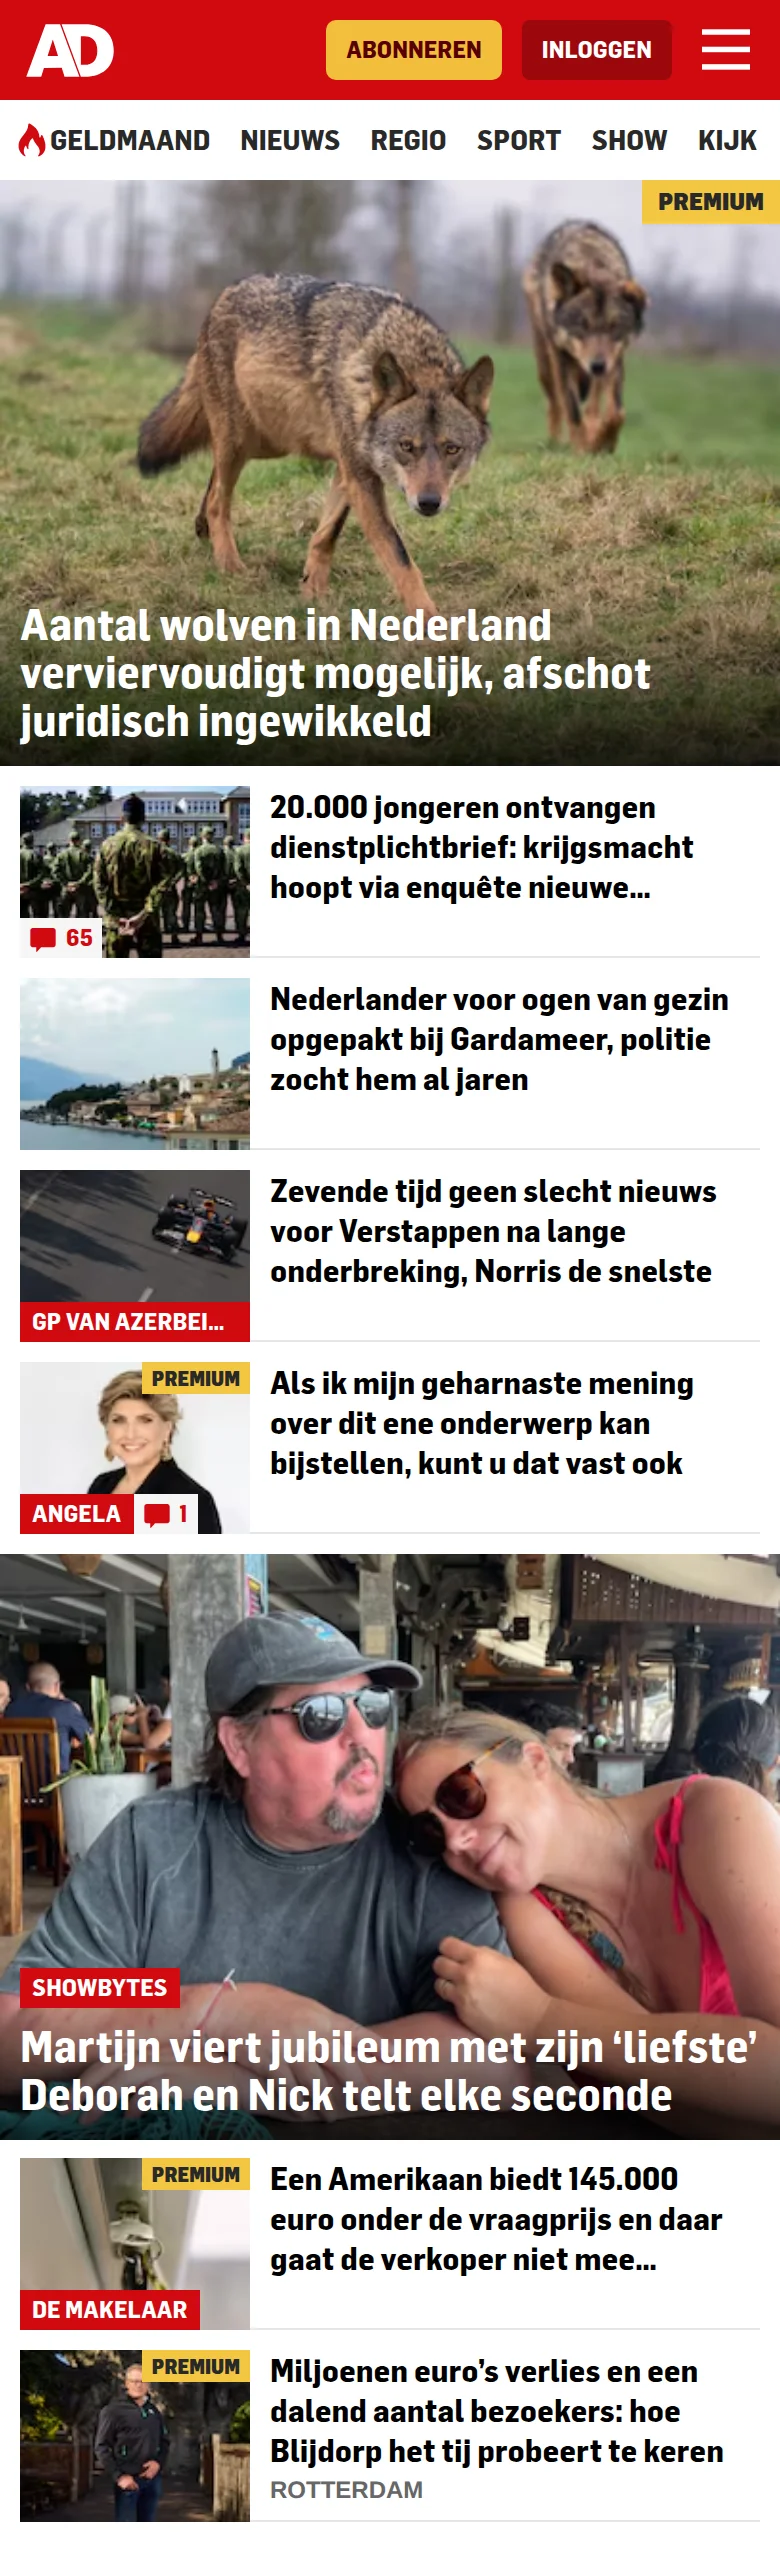 AD
ABONNEREN
INLOGGEN
GELDMAAND NIEUWS REGIO SPORT SHOW KIJK
PREMIUM
Aantal wolven in Nederland
verviervoudigt mogelijk, afschot
juridisch ingewikkeld
20.000 jongeren ontvangen
dienstplichtbrief: krijgsmacht
hoopt via enquête nieuwe...
65
Nederlander voor ogen van gezin
opgepakt bij Gardameer, politie
zocht hem al jaren
Zevende tijd geen slecht nieuws
voor Verstappen na lange
onderbreking, Norris de snelste
GP VAN AZERBEI...
PREMIUM
Als ik mijn geharnaste mening
over dit ene onderwerp kan
bijstellen, kunt u dat vast ook
ANGELA
1
SHOWBYTES
Martijn viert jubileum met zijn ‘liefste’
Deborah en Nick telt elke seconde
PREMIUM
Een Amerikaan biedt 145.000
euro onder de vraagprijs en daar
gaat de verkoper niet mee...
DE MAKELAAR
PREMIUM
Miljoenen euro’s verlies en een
dalend aantal bezoekers: hoe
Blijdorp het tij probeert te keren
ROTTERDAM